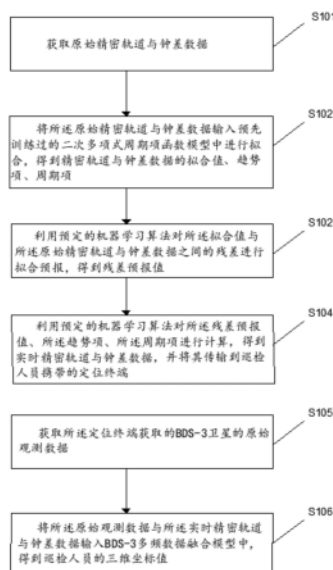 S101
获取原始精密轨道与钟差数据
S102
将所述原始精密轨道与钟差数据输入预先
训练过的二次多项式周期项函数模型中进行拟
合，得到精密轨道与钟差数据的拟合值、趋势
项、周期项
S102
利用预定的机器学习算法对所述拟合值与
所述原始精密轨道与钟差数据之间的残差进行
拟合预报，得到残差预报值
S104
利用预定的机器学习算法对所述残差预报
值、所述趋势项、所述周期项进行计算，得到
实时精密轨道与钟差数据，并将其传输到巡检
人员携带的定位终端
S105
获取所述定位终端获取的BDS-3卫星的原始
观测数据
S106
将所述原始观测数据与所述实时精密轨道
与钟差数据输入BDS-3多频数据融合模型中，
得到巡检人员的三维坐标值